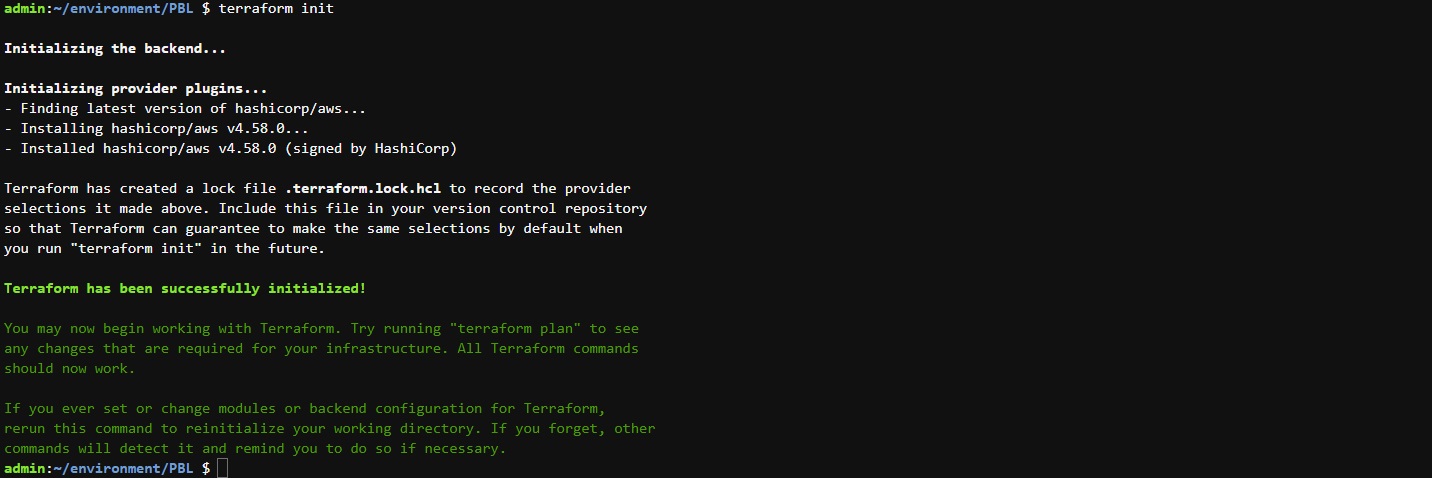 admin:~/environment/PBL $ terraform init
Initializing the backend...
Initializing provider plugins...
- Finding latest version of hashicorp/aws...
- Installing hashicorp/aws v4.58.0...
- Installed hashicorp/aws v4.58.0 (signed by HashiCorp)
Terraform has created a lock file .terraform.lock.hcl to record the provider
selections it made above. Include this file in your version control repository
so that Terraform can guarantee to make the same selections by default when
you run "terraform init" in the future.
Terraform has been successfully initialized!
You may now begin working with Terraform. Try running "terraform plan" to see
any changes that are required for your infrastructure. All Terraform commands
should now work.
If you ever set or change modules or backend configuration for Terraform,
rerun this command to reinitialize your working directory. If you forget, other
commands will detect it and remind you to do so if necessary.
admin:~/environment/PBL $